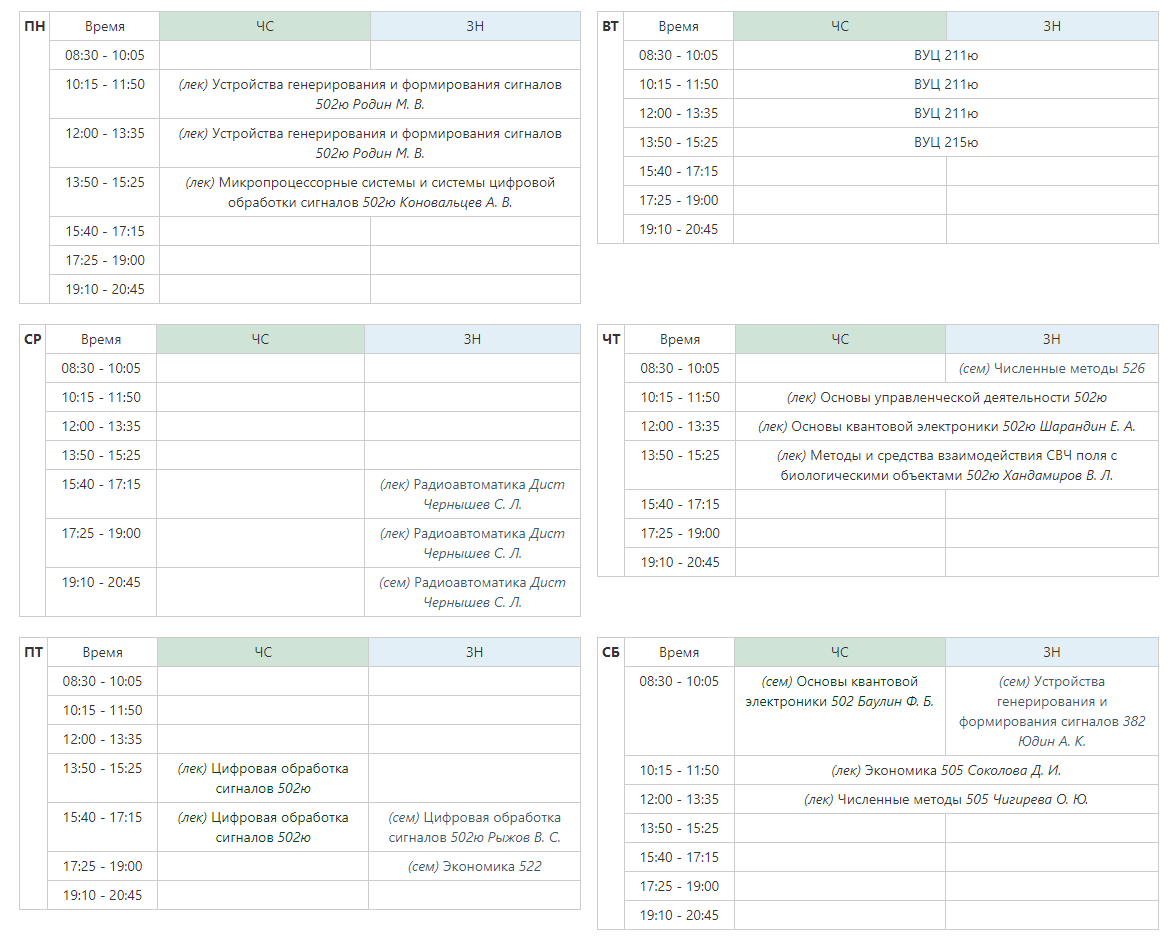 ПН Время ЧС ЗН
08:30 - 10:05
10:15 - 11:50 (лек) Устройства генерирования и формирования сигналов
502ю Родин М. В.
12:00 - 13:35 (лек) Устройства генерирования и формирования сигналов
502ю Родин М. В.
13:50 - 15:25 (лек) Микропроцессорные системы и системы цифровой
обработки сигналов 502ю Коновальцев А. В.
15:40 - 17:15
17:25 - 19:00
19:10 - 20:45
ВТ Время ЧС ЗН
08:30 - 10:05 ВУЦ 211ю
10:15 - 11:50 ВУЦ 211ю
12:00 - 13:35 ВУЦ 211ю
13:50 - 15:25 ВУЦ 215ю
15:40 - 17:15
17:25 - 19:00
19:10 - 20:45
СР Время ЧС ЗН
08:30 - 10:05
10:15 - 11:50
12:00 - 13:35
13:50 - 15:25
15:40 - 17:15 (лек) Радиоавтоматика Дист
Чернышев С. Л.
17:25 - 19:00 (лек) Радиоавтоматика Дист
Чернышев С. Л.
19:10 - 20:45 (сем) Радиоавтоматика Дист
Чернышев С. Л.
ЧТ Время ЧС ЗН
08:30 - 10:05 (сем) Численные методы 526
10:15 - 11:50 (лек) Основы управленческой деятельности 502ю
12:00 - 13:35 (лек) Основы квантовой электроники 502ю Шарандин Е. А.
13:50 - 15:25 (лек) Методы и средства взаимодействия СВЧ поля с
биологическими объектами 502ю Хандамиров В. Л.
15:40 - 17:15
17:25 - 19:00
19:10 - 20:45
ПТ Время ЧС ЗН
08:30 - 10:05
10:15 - 11:50
12:00 - 13:35
13:50 - 15:25 (лек) Цифровая обработка
сигналов 502ю
15:40 - 17:15 (лек) Цифровая обработка (сем) Цифровая обработка
сигналов 502ю сигналов 502ю Рыжов В. С.
17:25 - 19:00 (сем) Экономика 522
19:10 - 20:45
СБ Время ЧС ЗН
08:30 - 10:05 (сем) Основы квантовой (сем) Устройства
электроники 502 Баулин Ф. Б. генерирования и
формирования сигналов 382
Юдин А. К.
10:15 - 11:50 (лек) Экономика 505 Соколова Д. И.
12:00 - 13:35 (лек) Численные методы 505 Чигирева О. Ю.
13:50 - 15:25
15:40 - 17:15
17:25 - 19:00
19:10 - 20:45